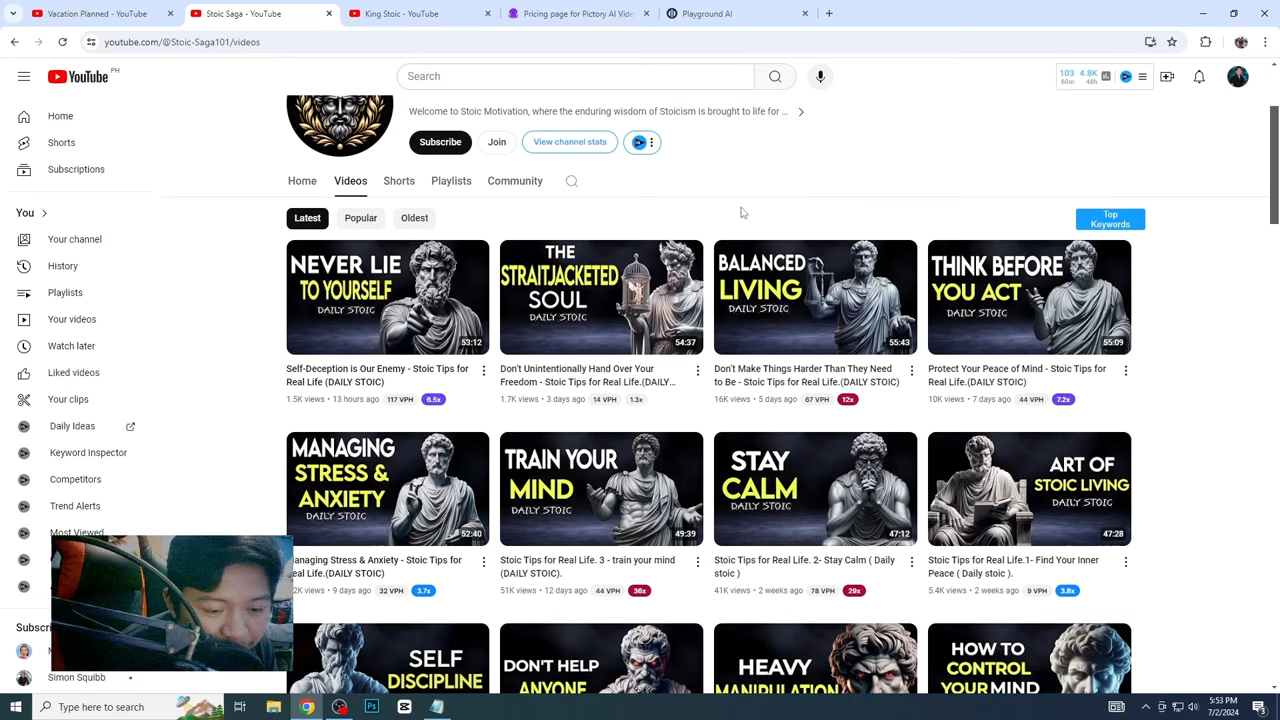 Vacation Planned - YouTube
Stoic Saga - YouTube
King Stoic - YouTube
Pricing page for Pictory AI Vide
Playground AI
youtube.com/@Stoic-Saga101/videos
YouTube PH
Search
103 4.8K
60m 48h
Welcome to Stoic Motivation, where the enduring wisdom of Stoicism is brought to life for ...
Subscribe
Join
View channel stats
Home
Shorts
Subscriptions
You
Your channel
History
Playlists
Your videos
Watch later
Liked videos
Your clips
Daily Ideas
Keyword Inspector
Competitors
Trend Alerts
Most Viewed
Subscri
Simon Squibb
Home Videos Shorts Playlists Community
Latest Popular Oldest
Top
Keywords
NEVER LIE
TO YOURSELF
DAILY STOIC
53:12
Self-Deception is Our Enemy - Stoic Tips for
Real Life (DAILY STOIC)
1.5K views • 13 hours ago 117 VPH 6.5x
THE
STRAITJACKETED
SOUL
DAILY STOIC
54:37
Don't Unintentionally Hand Over Your
Freedom - Stoic Tips for Real Life.(DAILY...
1.7K views • 3 days ago 14 VPH 1.3x
BALANCED
LIVING
DAILY STOIC
55:43
Don't Make Things Harder Than They Need
to Be - Stoic Tips for Real Life.(DAILY STOIC)
16K views • 5 days ago 67 VPH 12x
THINK BEFORE
YOU ACT
DAILY STOIC
55:09
Protect Your Peace of Mind - Stoic Tips for
Real Life.(DAILY STOIC)
10K views • 7 days ago 44 VPH 7.2x
MANAGING
STRESS &
ANXIETY
DAILY STOIC
52:40
anaging Stress & Anxiety - Stoic Tips for
eal Life.(DAILY STOIC)
2K views • 9 days ago 32 VPH 3.7x
TRAIN YOUR
MIND
DAILY STOIC
49:39
Stoic Tips for Real Life. 3 - train your mind
(DAILY STOIC).
51K views • 12 days ago 44 VPH 36x
STAY
CALM
DAILY STOIC
47:12
Stoic Tips for Real Life. 2- Stay Calm ( Daily
stoic )
41K views • 2 weeks ago 78 VPH 29x
ART OF
STOIC LIVING
DAILY STOIC
47:28
Stoic Tips for Real Life.1- Find Your Inner
Peace ( Daily stoic ).
5.4K views • 2 weeks ago 9 VPH 3.8x
SELF
DISCIPLINE
DON'T HELP
ANYONE
HEAVY
MANIPULATION
HOW TO
CONTROL
YOUR MIND
Type here to search
Ps
5:53 PM
7/2/2024
3